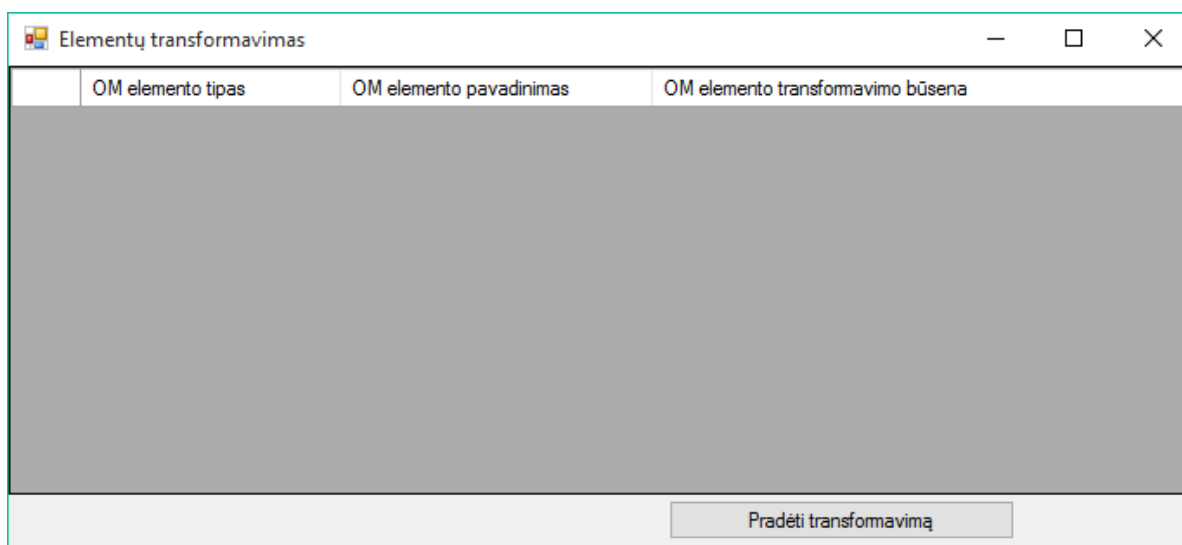 Elementų transformavimas
OM elemento tipas OM elemento pavadinimas OM elemento transformavimo būsena
Pradėti transformavimą